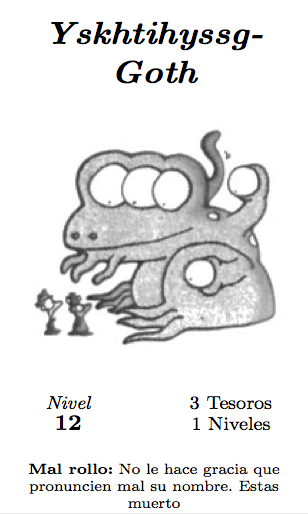 Yskhtihyssg-
Goth
Nivel
12
3 Tesoros
1 Niveles
Mal rollo: No le hace gracia que
pronuncien mal su nombre. Estas
muerto